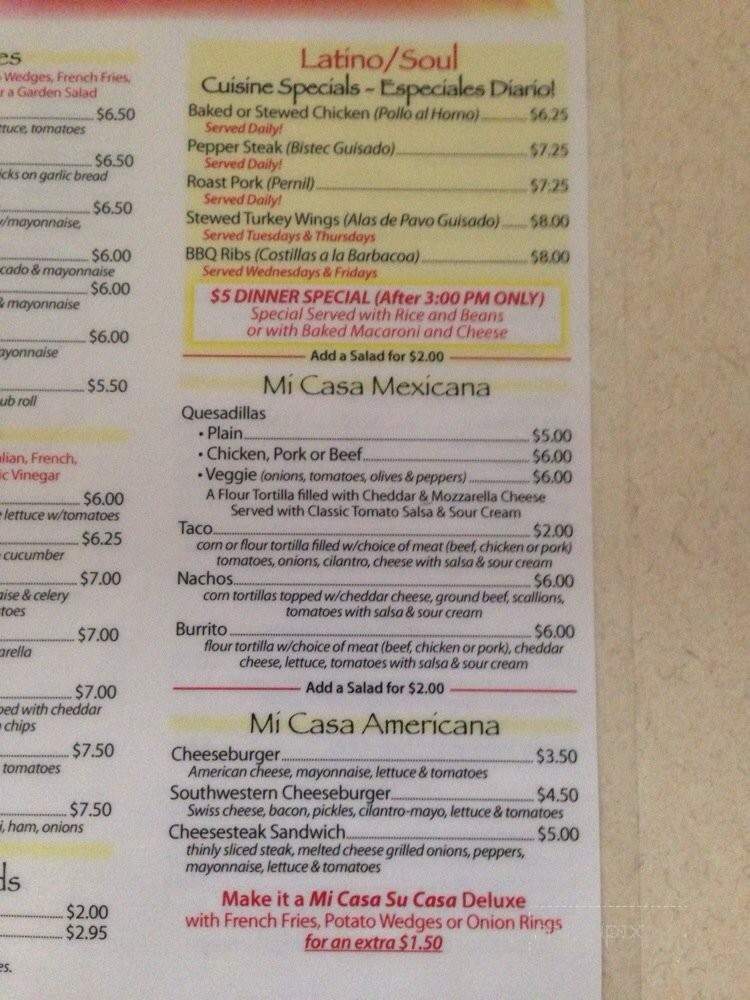 es
Wedges, French Fries,
r a Garden Salad
$6.50
ttuce, tomatoes
$6.50
icks on garlic bread
$6.50
/mayonnaise,
$6.00
cado & mayonnaise
$6.00
& mayonnaise
$6.00
ayonnaise
$5.50
ub roll
lian, French,
ic Vinegar
$6.00
lettuce w/tomatoes
$6.25
cucumber
$7.00
aise & celery
toes
$7.00
arella
$7.00
ped with cheddar
chips
$7.50
tomatoes
$7.50
i, ham, onions
ds
$2.00
$2.95
es.
Latino/Soul
Cuisine Specials ~ Especiales Diario!
Baked or Stewed Chicken (Pollo al Horno) $6.25
Served Daily!
Pepper Steak (Bistec Guisado) $7.25
Served Daily!
Roast Pork (Pernil) $7.25
Served Daily!
Stewed Turkey Wings (Alas de Pavo Guisado) $8.00
Served Tuesdays & Thursdays
BBQ Ribs (Costillas a la Barbacoa) $8.00
Served Wednesdays & Fridays
$5 DINNER SPECIAL (After 3:00 PM ONLY)
Special Served with Rice and Beans
or with Baked Macaroni and Cheese
Add a Salad for $2.00
Mi Casa Mexicana
Quesadillas
• Plain $5.00
• Chicken, Pork or Beef $6.00
• Veggie (onions, tomatoes, olives & peppers) $6.00
A Flour Tortilla filled with Cheddar & Mozzarella Cheese
Served with Classic Tomato Salsa & Sour Cream
Taco $2.00
corn or flour tortilla filled w/choice of meat (beef, chicken or pork)
tomatoes, onions, cilantro, cheese with salsa & sour cream
Nachos $6.00
corn tortillas topped w/cheddar cheese, ground beef, scallions,
tomatoes with salsa & sour cream
Burrito $6.00
flour tortilla w/choice of meat (beef, chicken or pork), cheddar
cheese, lettuce, tomatoes with salsa & sour cream
Add a Salad for $2.00
Mi Casa Americana
Cheeseburger $3.50
American cheese, mayonnaise, lettuce & tomatoes
Southwestern Cheeseburger $4.50
Swiss cheese, bacon, pickles, cilantro-mayo, lettuce & tomatoes
Cheesesteak Sandwich $5.00
thinly sliced steak, melted cheese grilled onions, peppers,
mayonnaise, lettuce & tomatoes
Make it a Mi Casa Su Casa Deluxe
with French Fries, Potato Wedges or Onion Rings
for an extra $1.50